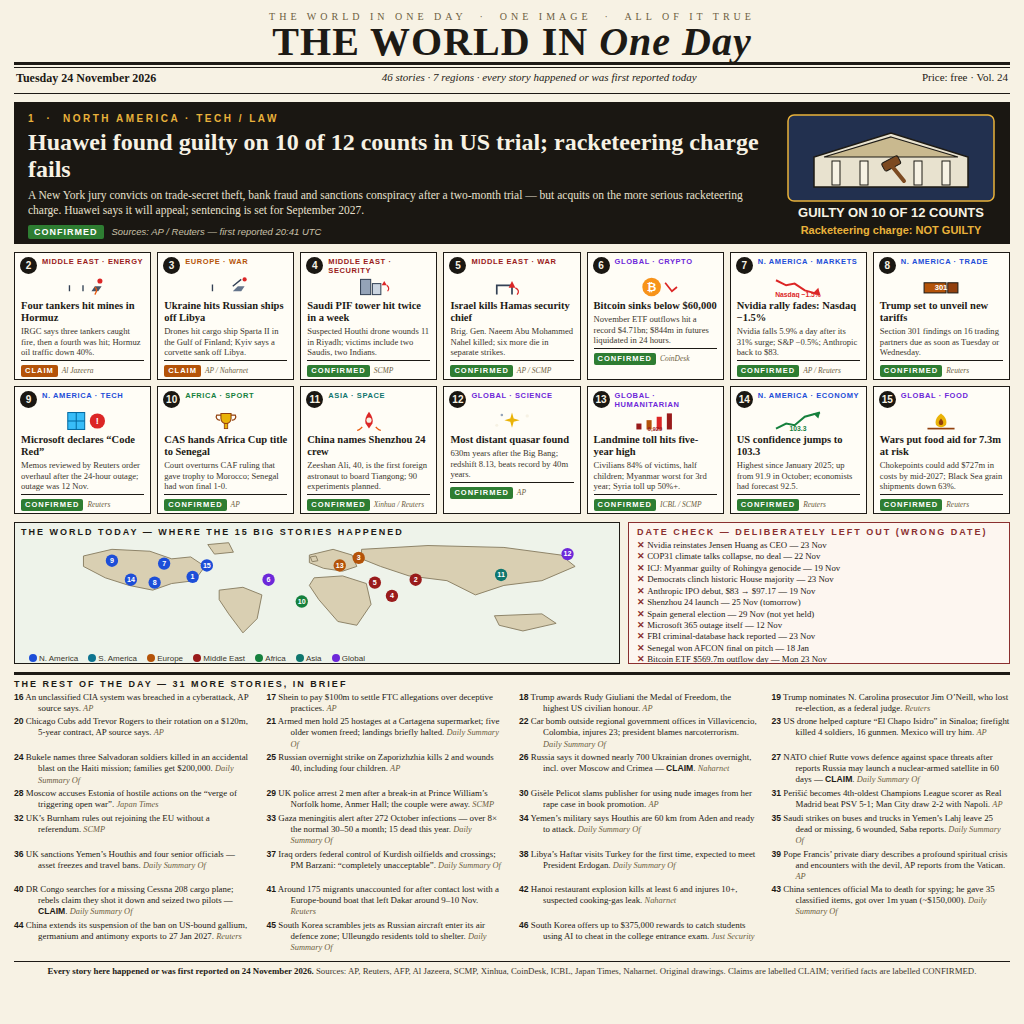 THE WORLD IN ONE DAY · ONE IMAGE · ALL OF IT TRUE
THE WORLD IN One Day
Tuesday 24 November 2026
46 stories · 7 regions · every story happened or was first reported today
Price: free · Vol. 24
1 · NORTH AMERICA · TECH / LAW
Huawei found guilty on 10 of 12 counts in US trial; racketeering charge
fails
A New York jury convicts on trade-secret theft, bank fraud and sanctions conspiracy after a two-month trial — but acquits on the more serious racketeering
charge. Huawei says it will appeal; sentencing is set for September 2027.
CONFIRMED Sources: AP / Reuters — first reported 20:41 UTC
GUILTY ON 10 OF 12 COUNTS
Racketeering charge: NOT GUILTY
2 MIDDLE EAST · ENERGY
Four tankers hit mines in
Hormuz
IRGC says three tankers caught
fire, then a fourth was hit; Hormuz
oil traffic down 40%.
CLAIM Al Jazeera
3 EUROPE · WAR
Ukraine hits Russian ships
off Libya
Drones hit cargo ship Sparta II in
the Gulf of Finland; Kyiv says a
corvette sank off Libya.
CLAIM AP / Naharnet
4 MIDDLE EAST ·
SECURITY
Saudi PIF tower hit twice
in a week
Suspected Houthi drone wounds 11
in Riyadh; victims include two
Saudis, two Indians.
CONFIRMED SCMP
5 MIDDLE EAST · WAR
Israel kills Hamas security
chief
Brig. Gen. Naeem Abu Mohammed
Nahel killed; six more die in
separate strikes.
CONFIRMED AP / SCMP
6 GLOBAL · CRYPTO
₿
Bitcoin sinks below $60,000
November ETF outflows hit a
record $4.71bn; $844m in futures
liquidated in 24 hours.
CONFIRMED CoinDesk
7 N. AMERICA · MARKETS
Nasdaq −1.5%
Nvidia rally fades: Nasdaq
−1.5%
Nvidia falls 5.9% a day after its
31% surge; S&P −0.5%; Anthropic
back to $83.
CONFIRMED AP / Reuters
8 N. AMERICA · TRADE
301
Trump set to unveil new
tariffs
Section 301 findings on 16 trading
partners due as soon as Tuesday or
Wednesday.
CONFIRMED Reuters
9 N. AMERICA · TECH
!
Microsoft declares “Code
Red”
Memos reviewed by Reuters order
overhaul after the 24-hour outage;
outage was 12 Nov.
CONFIRMED Reuters
10 AFRICA · SPORT
CAS hands Africa Cup title
to Senegal
Court overturns CAF ruling that
gave trophy to Morocco; Senegal
had won final 1-0.
CONFIRMED AP
11 ASIA · SPACE
China names Shenzhou 24
crew
Zeeshan Ali, 40, is the first foreign
astronaut to board Tiangong; 90
experiments planned.
CONFIRMED Xinhua / Reuters
12 GLOBAL · SCIENCE
Most distant quasar found
630m years after the Big Bang;
redshift 8.13, beats record by 40m
years.
CONFIRMED AP
13 GLOBAL ·
HUMANITARIAN
Landmine toll hits five-
year high
Civilians 84% of victims, half
children; Myanmar worst for 3rd
year; Syria toll up 50%+.
CONFIRMED ICBL / SCMP
14 N. AMERICA · ECONOMY
103.3
US confidence jumps to
103.3
Highest since January 2025; up
from 91.9 in October; economists
had forecast 92.5.
CONFIRMED Reuters
15 GLOBAL · FOOD
Wars put food aid for 7.3m
at risk
Chokepoints could add $727m in
costs by mid-2027; Black Sea grain
shipments down 63%.
CONFIRMED Reuters
THE WORLD TODAY — WHERE THE 15 BIG STORIES HAPPENED
9
7
15
14
8
1
6
10
13
3
5
2
4
11
12
N. America S. America Europe Middle East Africa Asia Global
DATE CHECK — DELIBERATELY LEFT OUT (WRONG DATE)
✕ Nvidia reinstates Jensen Huang as CEO — 23 Nov
✕ COP31 climate talks collapse, no deal — 22 Nov
✕ ICJ: Myanmar guilty of Rohingya genocide — 19 Nov
✕ Democrats clinch historic House majority — 23 Nov
✕ Anthropic IPO debut, $83 → $97.17 — 19 Nov
✕ Shenzhou 24 launch — 25 Nov (tomorrow)
✕ Spain general election — 29 Nov (not yet held)
✕ Microsoft 365 outage itself — 12 Nov
✕ FBI criminal-database hack reported — 23 Nov
✕ Senegal won AFCON final on pitch — 18 Jan
✕ Bitcoin ETF $569.7m outflow day — Mon 23 Nov
THE REST OF THE DAY — 31 MORE STORIES, IN BRIEF
16 An unclassified CIA system was breached in a cyberattack, AP
source says. AP
17 Shein to pay $100m to settle FTC allegations over deceptive
practices. AP
18 Trump awards Rudy Giuliani the Medal of Freedom, the
highest US civilian honour. AP
19 Trump nominates N. Carolina prosecutor Jim O’Neill, who lost
re-election, as a federal judge. Reuters
20 Chicago Cubs add Trevor Rogers to their rotation on a $120m,
5-year contract, AP source says. AP
21 Armed men hold 25 hostages at a Cartagena supermarket; five
older women freed; landings briefly halted. Daily Summary
Of
22 Car bomb outside regional government offices in Villavicencio,
Colombia, injures 23; president blames narcoterrorism.
Daily Summary Of
23 US drone helped capture “El Chapo Isidro” in Sinaloa; firefight
killed 4 soldiers, 16 gunmen. Mexico will try him. AP
24 Bukele names three Salvadoran soldiers killed in an accidental
blast on the Haiti mission; families get $200,000. Daily
Summary Of
25 Russian overnight strike on Zaporizhzhia kills 2 and wounds
40, including four children. AP
26 Russia says it downed nearly 700 Ukrainian drones overnight,
incl. over Moscow and Crimea — CLAIM. Naharnet
27 NATO chief Rutte vows defence against space threats after
reports Russia may launch a nuclear-armed satellite in 60
days — CLAIM. Daily Summary Of
28 Moscow accuses Estonia of hostile actions on the “verge of
triggering open war”. Japan Times
29 UK police arrest 2 men after a break-in at Prince William’s
Norfolk home, Anmer Hall; the couple were away. SCMP
30 Gisèle Pelicot slams publisher for using nude images from her
rape case in book promotion. AP
31 Perišić becomes 4th-oldest Champions League scorer as Real
Madrid beat PSV 5-1; Man City draw 2-2 with Napoli. AP
32 UK’s Burnham rules out rejoining the EU without a
referendum. SCMP
33 Gaza meningitis alert after 272 October infections — over 8×
the normal 30–50 a month; 15 dead this year. Daily
Summary Of
34 Yemen’s military says Houthis are 60 km from Aden and ready
to attack. Daily Summary Of
35 Saudi strikes on buses and trucks in Yemen’s Lahj leave 25
dead or missing, 6 wounded, Saba reports. Daily Summary
Of
36 UK sanctions Yemen’s Houthis and four senior officials —
asset freezes and travel bans. Daily Summary Of
37 Iraq orders federal control of Kurdish oilfields and crossings;
PM Barzani: “completely unacceptable”. Daily Summary Of
38 Libya’s Haftar visits Turkey for the first time, expected to meet
President Erdogan. Daily Summary Of
39 Pope Francis’ private diary describes a profound spiritual crisis
and encounters with the devil, AP reports from the Vatican.
AP
40 DR Congo searches for a missing Cessna 208 cargo plane;
rebels claim they shot it down and seized two pilots —
CLAIM. Daily Summary Of
41 Around 175 migrants unaccounted for after contact lost with a
Europe-bound boat that left Dakar around 9–10 Nov.
Reuters
42 Hanoi restaurant explosion kills at least 6 and injures 10+,
suspected cooking-gas leak. Naharnet
43 China sentences official Ma to death for spying; he gave 35
classified items, got over 1m yuan (~$150,000). Daily
Summary Of
44 China extends its suspension of the ban on US-bound gallium,
germanium and antimony exports to 27 Jan 2027. Reuters
45 South Korea scrambles jets as Russian aircraft enter its air
defence zone; Ulleungdo residents told to shelter. Daily
Summary Of
46 South Korea offers up to $375,000 rewards to catch students
using AI to cheat in the college entrance exam. Just Security
Every story here happened or was first reported on 24 November 2026. Sources: AP, Reuters, AFP, Al Jazeera, SCMP, Xinhua, CoinDesk, ICBL, Japan Times, Naharnet. Original drawings. Claims are labelled CLAIM; verified facts are labelled CONFIRMED.